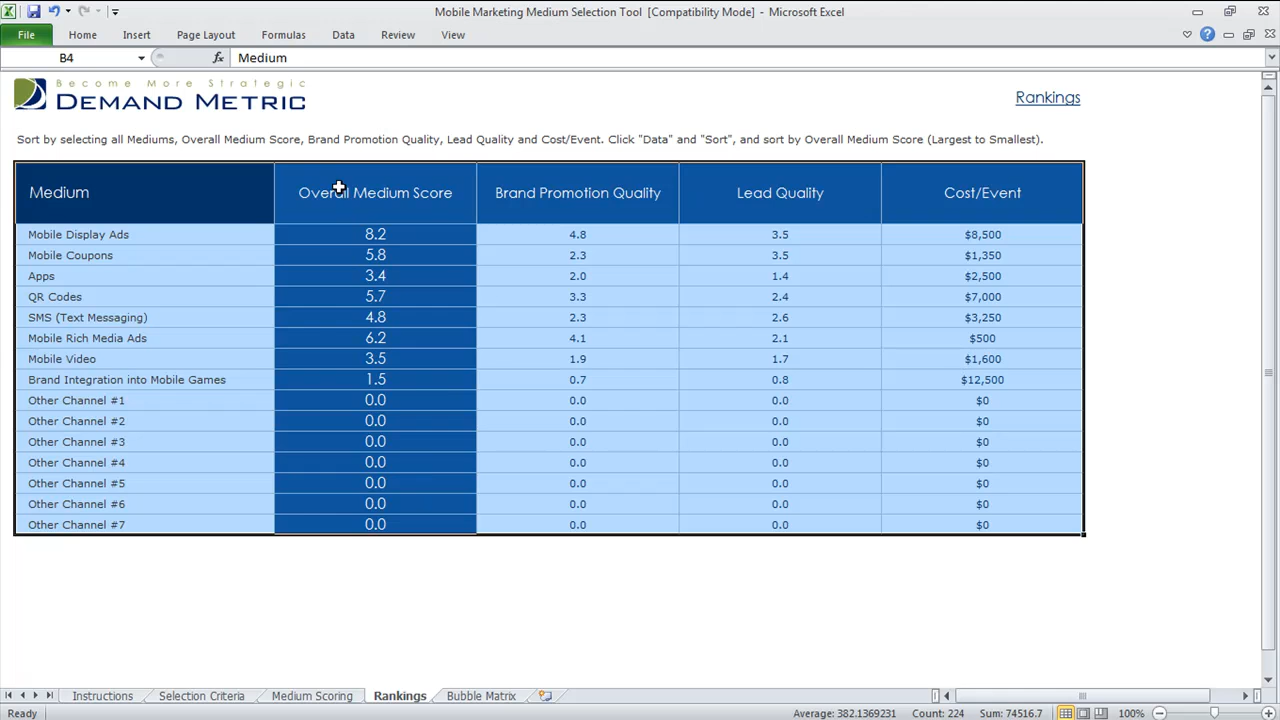 Mobile Marketing Medium Selection Tool [Compatibility Mode] - Microsoft Excel
File Home Insert Page Layout Formulas Data Review View
B4 fx Medium
Become More Strategic
DEMAND METRIC
Rankings
Sort by selecting all Mediums, Overall Medium Score, Brand Promotion Quality, Lead Quality and Cost/Event. Click "Data" and "Sort", and sort by Overall Medium Score (Largest to Smallest).
Medium Overall Medium Score Brand Promotion Quality Lead Quality Cost/Event
Mobile Display Ads 8.2 4.8 3.5 $8,500
Mobile Coupons 5.8 2.3 3.5 $1,350
Apps 3.4 2.0 1.4 $2,500
QR Codes 5.7 3.3 2.4 $7,000
SMS (Text Messaging) 4.8 2.3 2.6 $3,250
Mobile Rich Media Ads 6.2 4.1 2.1 $500
Mobile Video 3.5 1.9 1.7 $1,600
Brand Integration into Mobile Games 1.5 0.7 0.8 $12,500
Other Channel #1 0.0 0.0 0.0 $0
Other Channel #2 0.0 0.0 0.0 $0
Other Channel #3 0.0 0.0 0.0 $0
Other Channel #4 0.0 0.0 0.0 $0
Other Channel #5 0.0 0.0 0.0 $0
Other Channel #6 0.0 0.0 0.0 $0
Other Channel #7 0.0 0.0 0.0 $0
Instructions Selection Criteria Medium Scoring Rankings Bubble Matrix
Ready Average: 382.1369231 Count: 224 Sum: 74516.7 100%